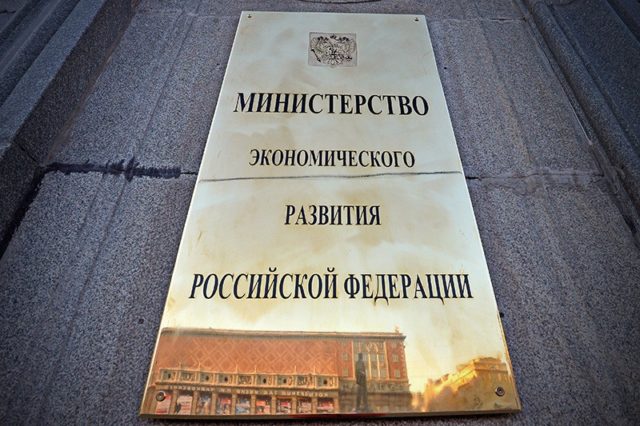 МИНИСТЕРСТВО
ЭКОНОМИЧЕСКОГО
РАЗВИТИЯ
РОССИЙСКОЙ ФЕДЕРАЦИИ